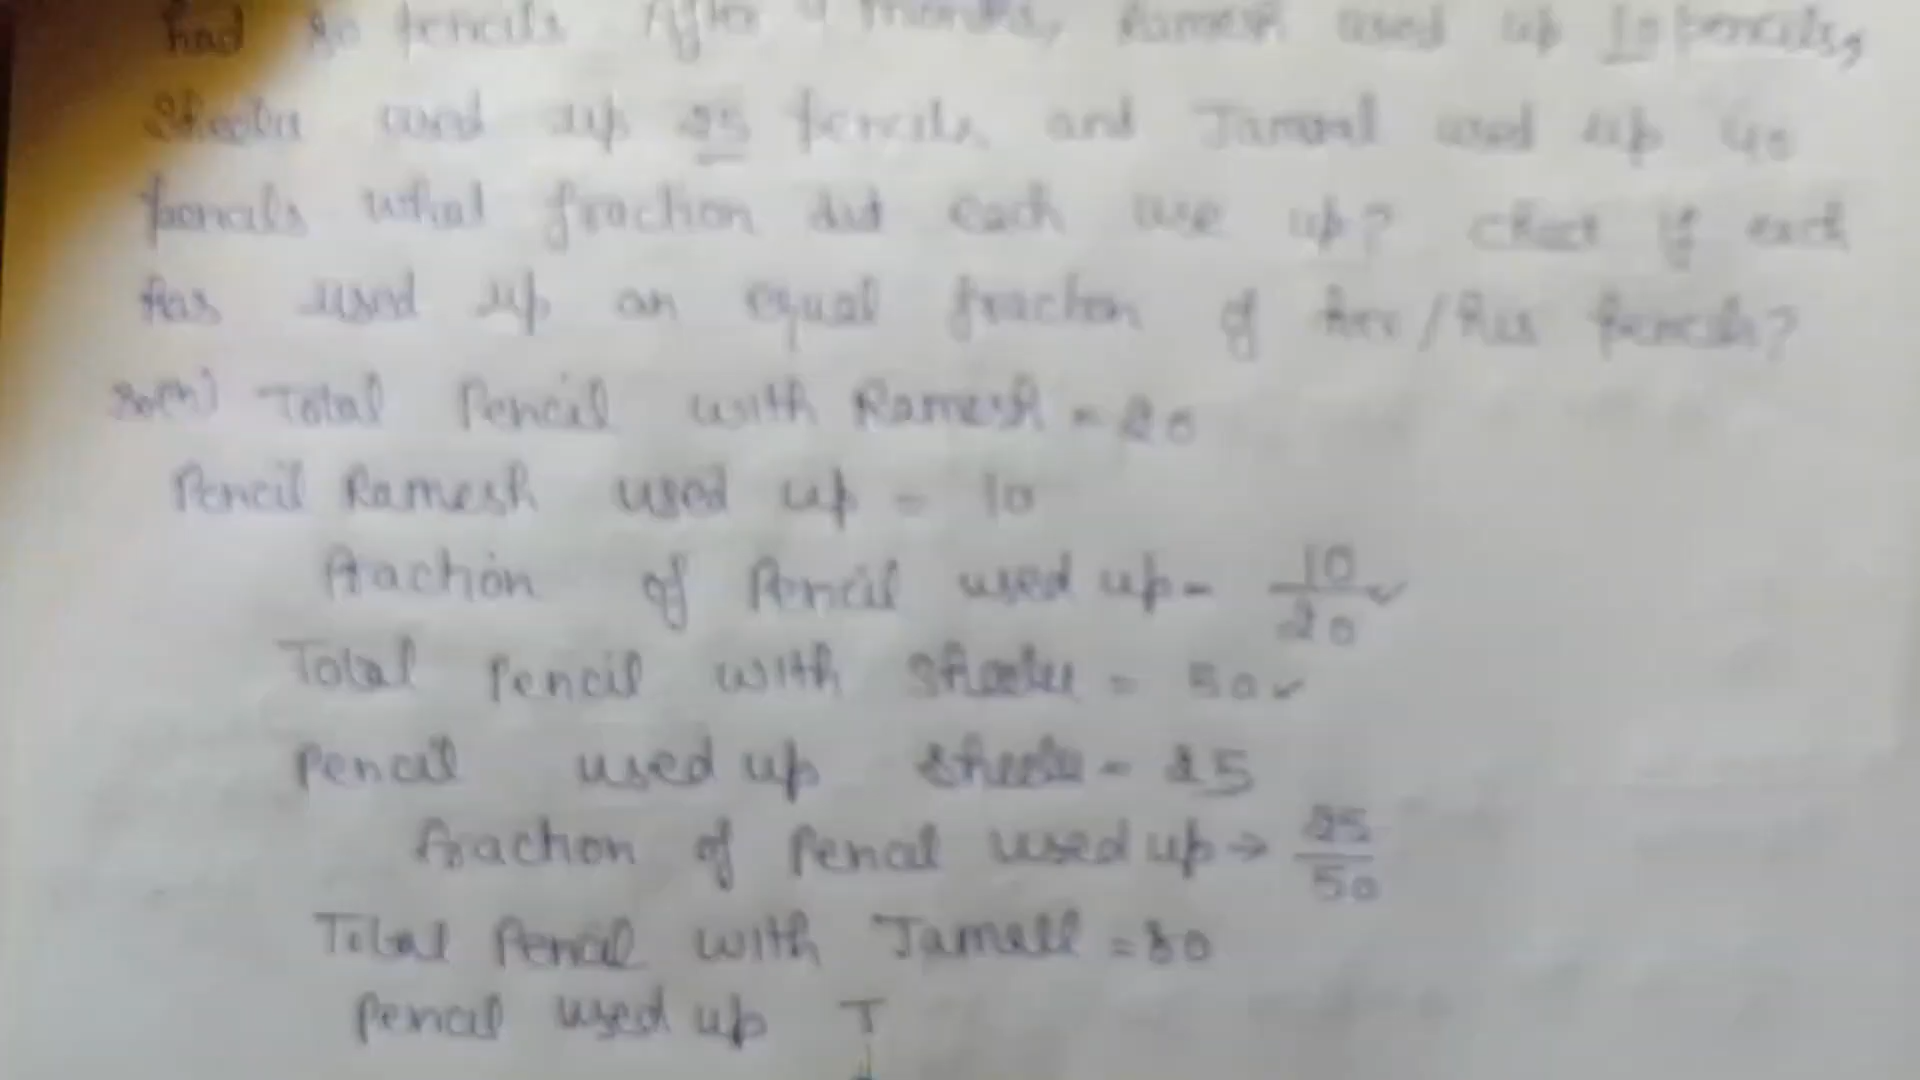 had 80 pencils After 4 months, Ramesh used up 10 pencils,
Sheela used up 25 pencils, and Jamaal used up 40
pencils what fraction did each use up? Check if each
has used up an equal fraction of her/his pencils?
Soln) Total Pencil with Ramesh = 20
Pencil Ramesh used up - 10
fraction of Pencil used up - 10/20
Total Pencil with Sheela = 50
Pencil used up Sheela - 25
fraction of Pencil used up → 25/50
Total Pencil with Jamall = 80
Pencil used up J